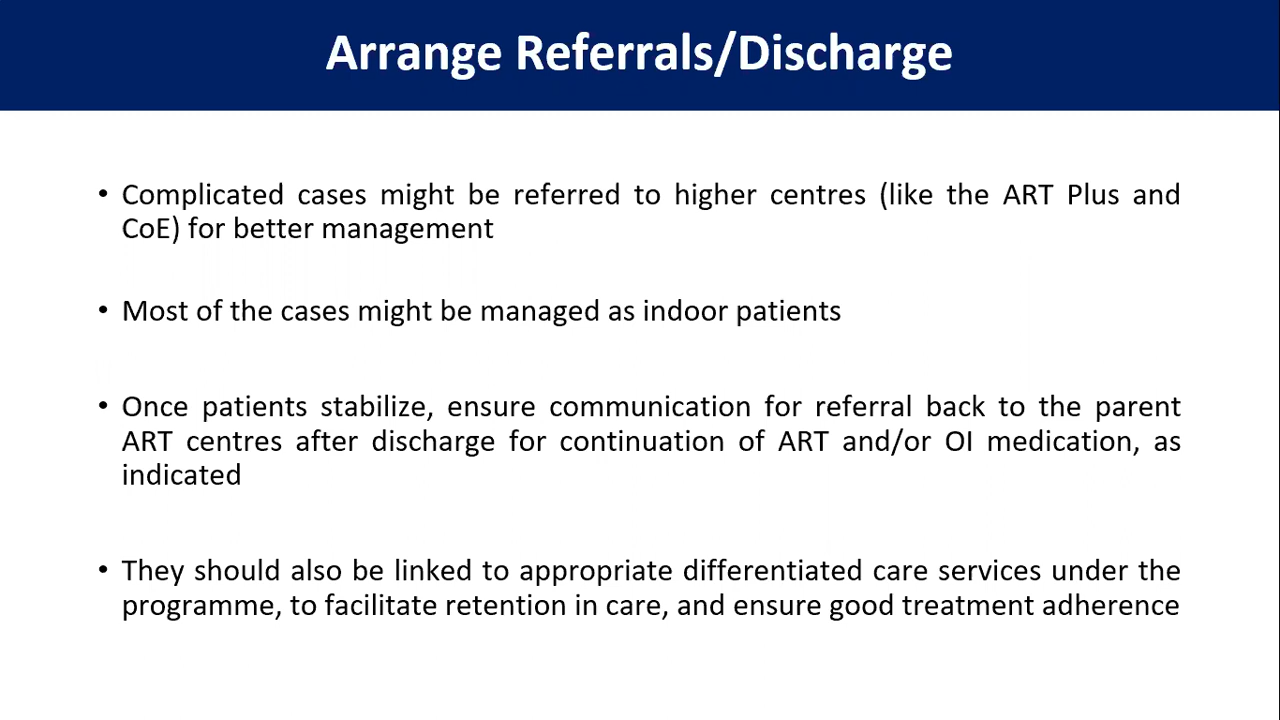 Arrange Referrals/Discharge
• Complicated cases might be referred to higher centres (like the ART Plus and
CoE) for better management
• Most of the cases might be managed as indoor patients
• Once patients stabilize, ensure communication for referral back to the parent
ART centres after discharge for continuation of ART and/or OI medication, as
indicated
• They should also be linked to appropriate differentiated care services under the
programme, to facilitate retention in care, and ensure good treatment adherence